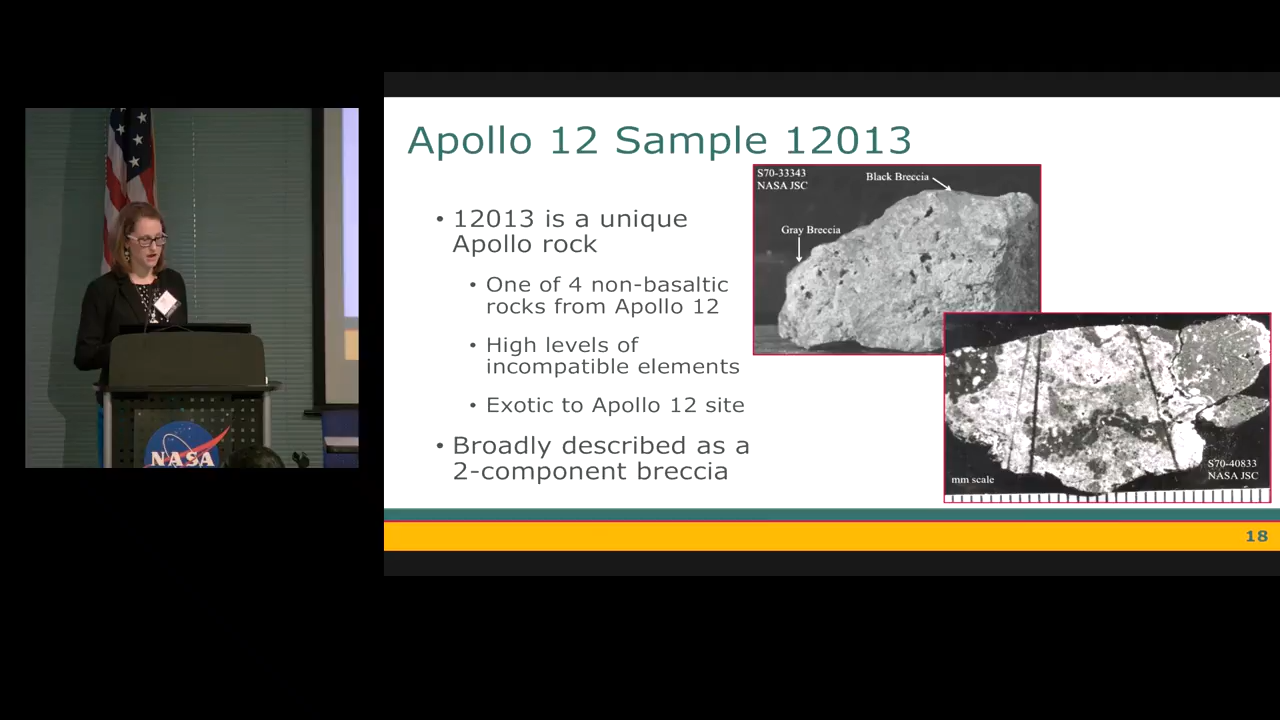 Apollo 12 Sample 12013
• 12013 is a unique
Apollo rock
• One of 4 non-basaltic
rocks from Apollo 12
• High levels of
incompatible elements
• Exotic to Apollo 12 site
• Broadly described as a
2-component breccia
S70-33343
NASA JSC
Black Breccia
Gray Breccia
S70-40833
NASA JSC
mm scale
18
NASA